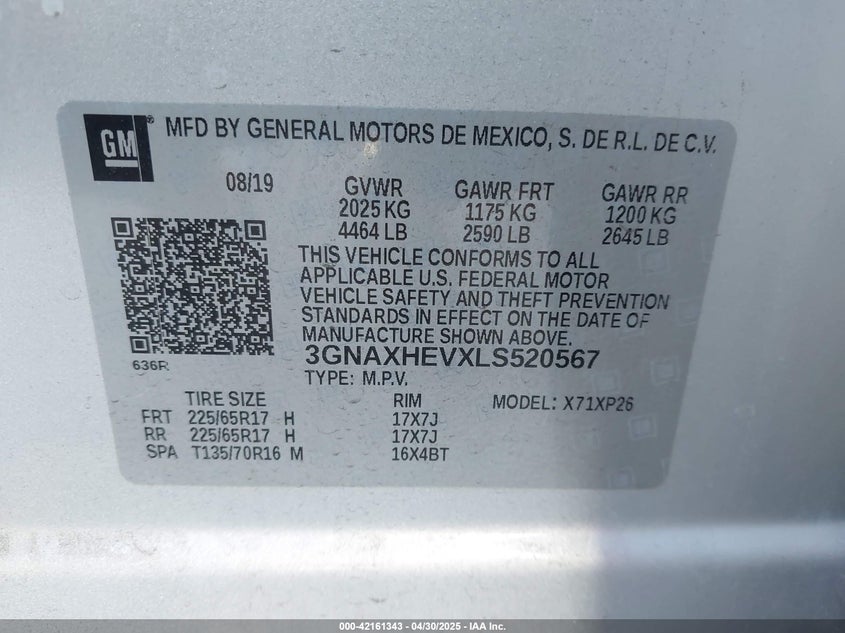 GM® MFD BY GENERAL MOTORS DE MEXICO, S. DE R.L. DE C.V.
08/19 GVWR GAWR FRT GAWR RR
2025 KG 1175 KG 1200 KG
4464 LB 2590 LB 2645 LB
THIS VEHICLE CONFORMS TO ALL
APPLICABLE U.S. FEDERAL MOTOR
VEHICLE SAFETY AND THEFT PREVENTION
STANDARDS IN EFFECT ON THE DATE OF
MANUFACTURE SHOWN ABOVE.
636R 3GNAXHEVXLS520567
TYPE: M.P.V.
TIRE SIZE RIM MODEL: X71XP26
FRT 225/65R17 H 17X7J
RR 225/65R17 H 17X7J
SPA T135/70R16 M 16X4BT
000-42161343 | 04/30/2025 - IAA Inc.